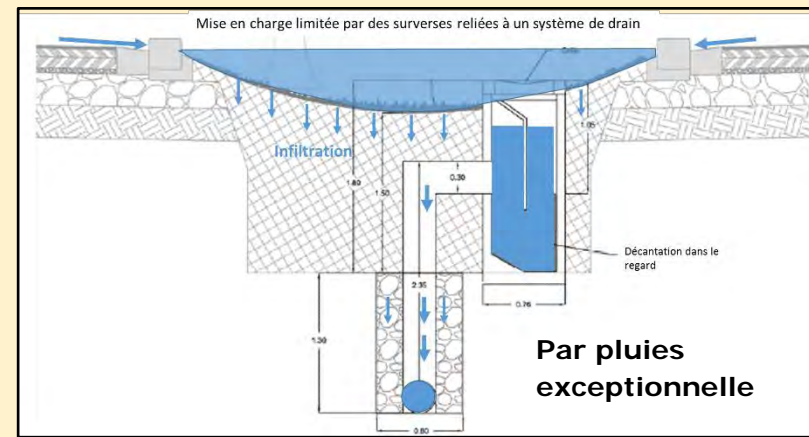 Mise en charge limitée par des surverses reliées à un système de drain
1.05
Infiltration
0.30
1.80
1.50
Décantation dans le
regard
2.35
0.76
1.30
Par pluies
exceptionnelle
0.60